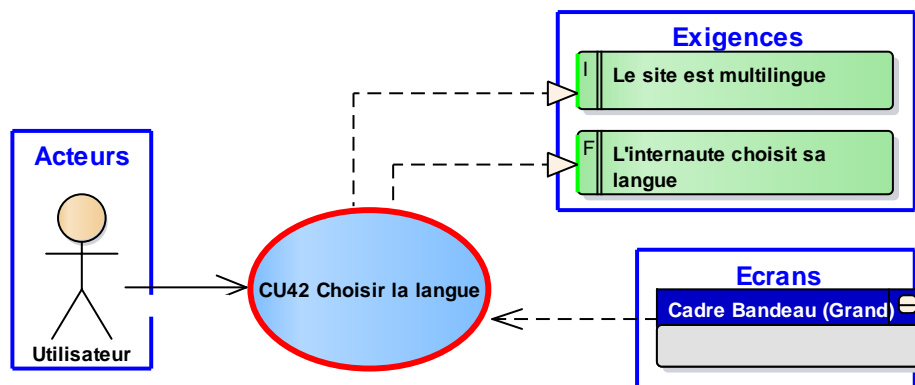 Exigences
I
Le site est multilingue
F
L'internaute choisit sa
langue
Acteurs
Utilisateur
CU42 Choisir la langue
Ecrans
Cadre Bandeau (Grand)